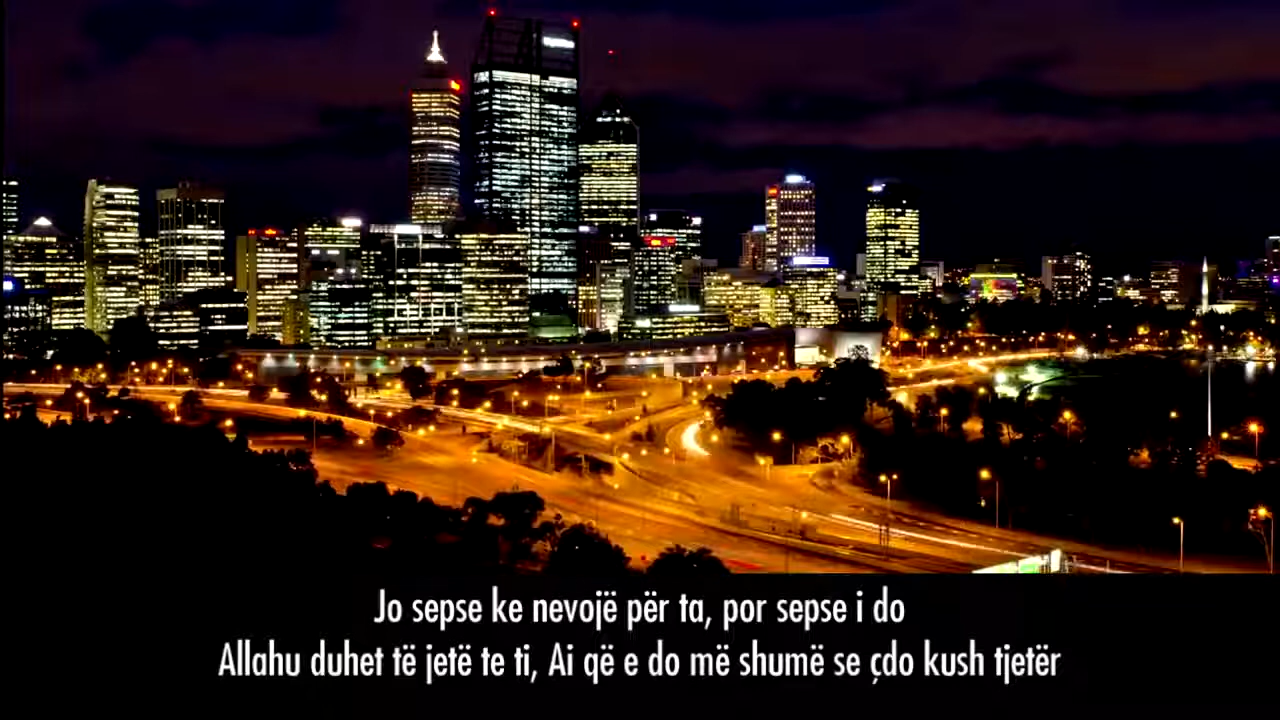 Jo sepse ke nevojë për ta, por sepse i do
Allahu duhet të jetë te ti, Ai që e do më shumë se çdo kush tjetër